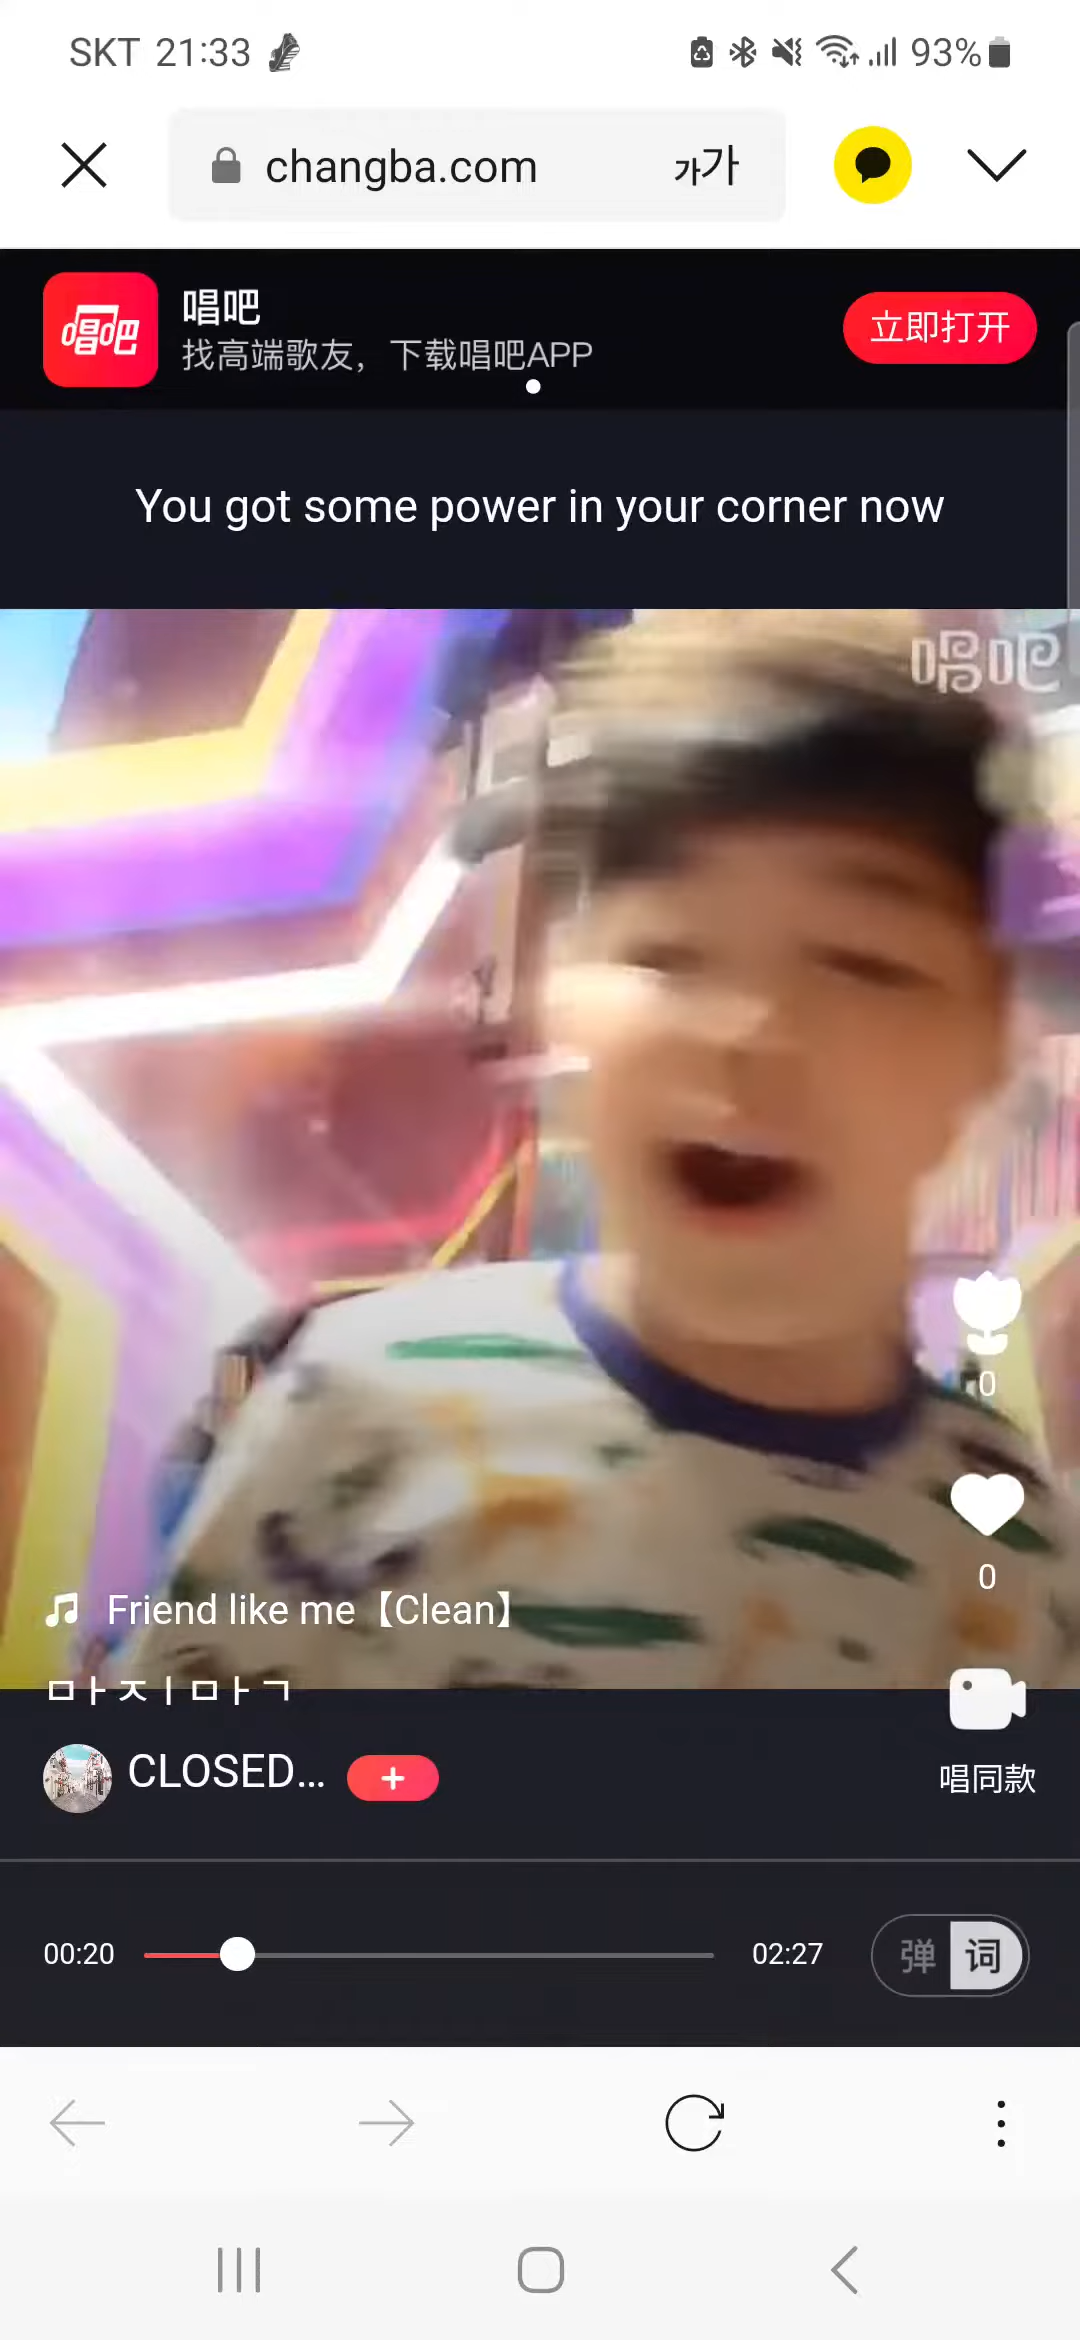 SKT 21:33 93%
changba.com 가가
唱吧
唱吧
找高端歌友，下载唱吧APP
立即打开
You got some power in your corner now
唱吧
0
0
Friend like me【Clean】
ㅁㅏㅈㅣㅁㅏㄱ
CLOSED...
唱同款
00:20 02:27 弹 词